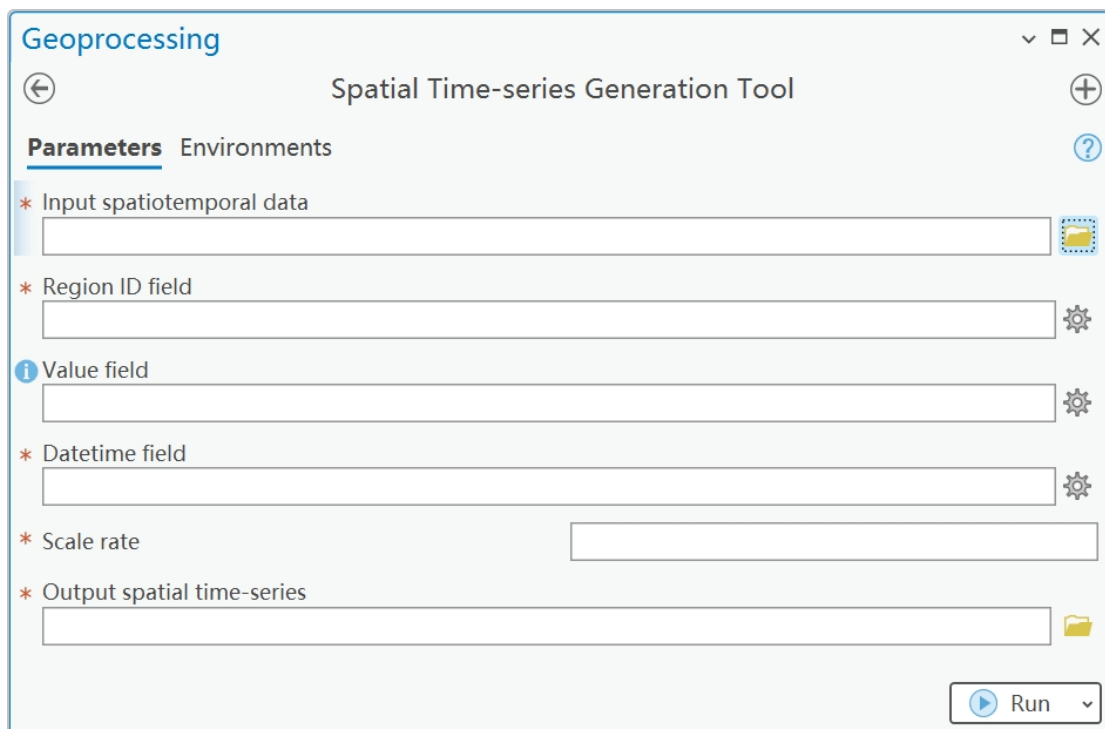 Geoprocessing
Spatial Time-series Generation Tool
Parameters Environments
* Input spatiotemporal data
* Region ID field
Value field
* Datetime field
* Scale rate
* Output spatial time-series
Run